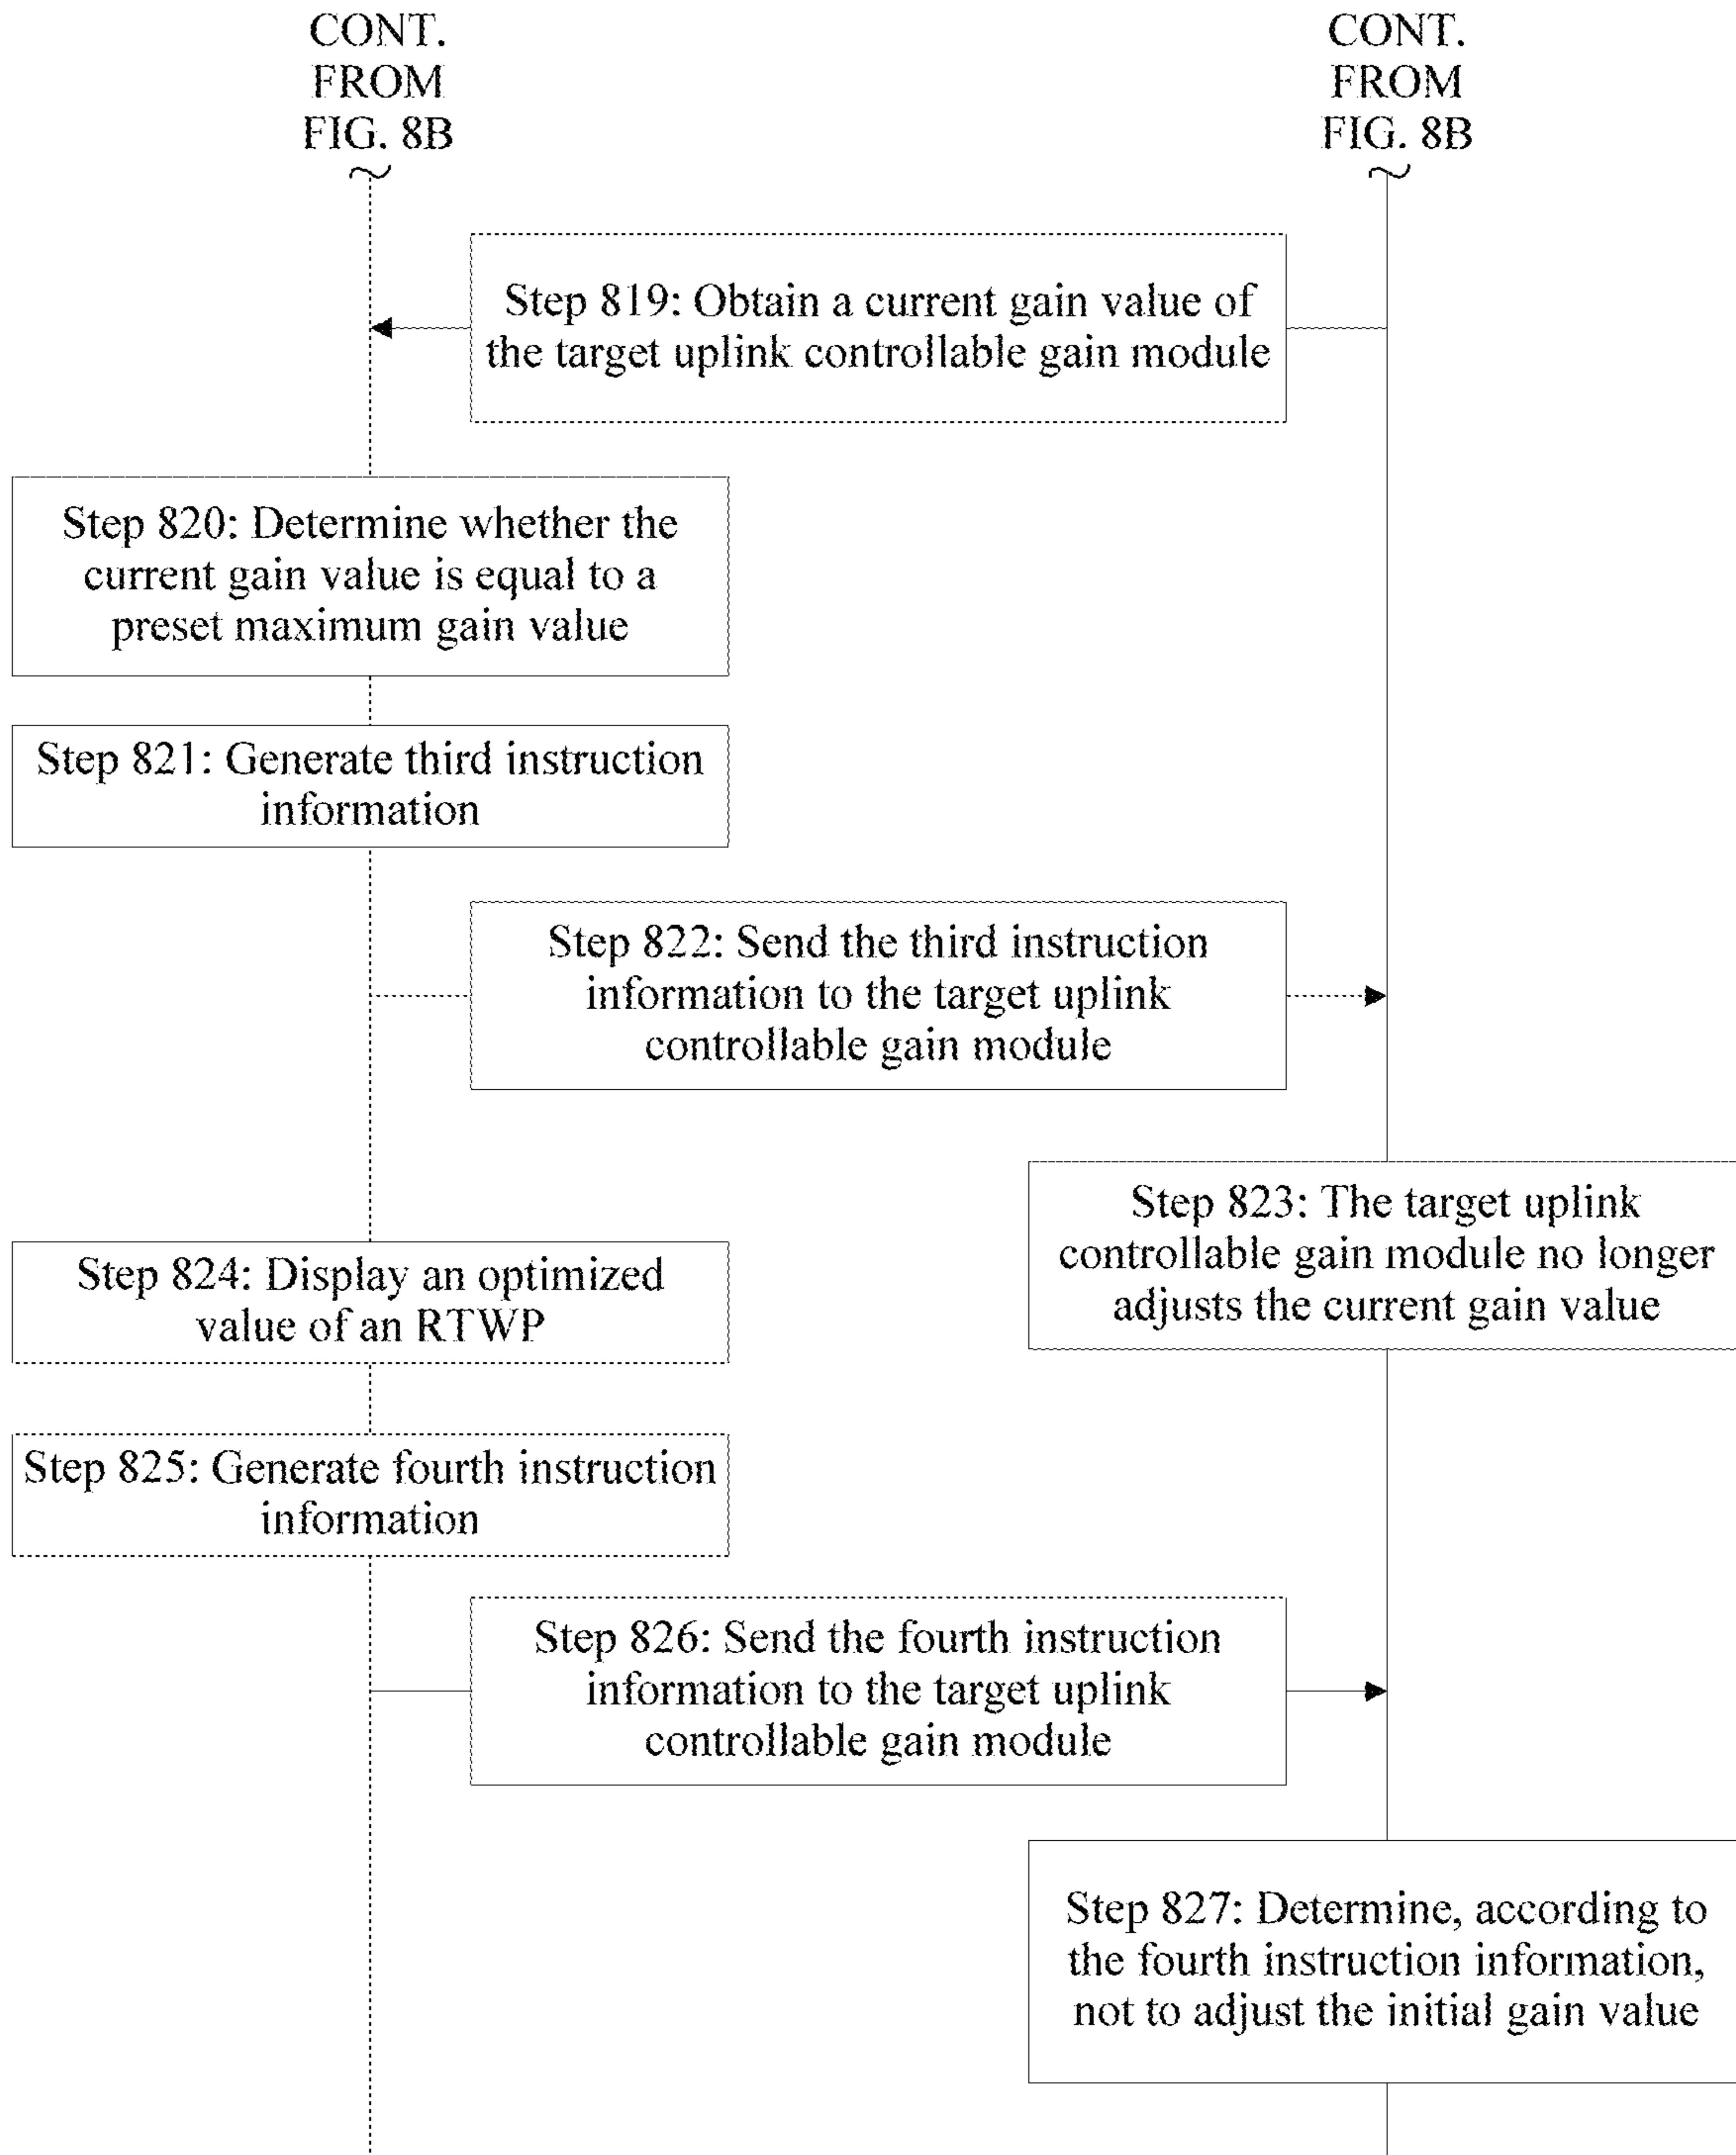 CONT.
FROM
FIG. 8B
CONT.
FROM
FIG. 8B
Step 819: Obtain a current gain value of
the target uplink controllable gain module
Step 820: Determine whether the
current gain value is equal to a
preset maximum gain value
Step 821: Generate third instruction
information
Step 822: Send the third instruction
information to the target uplink
controllable gain module
Step 823: The target uplink
controllable gain module no longer
adjusts the current gain value
Step 824: Display an optimized
value of an RTWP
Step 825: Generate fourth instruction
information
Step 826: Send the fourth instruction
information to the target uplink
controllable gain module
Step 827: Determine, according to
the fourth instruction information,
not to adjust the initial gain value